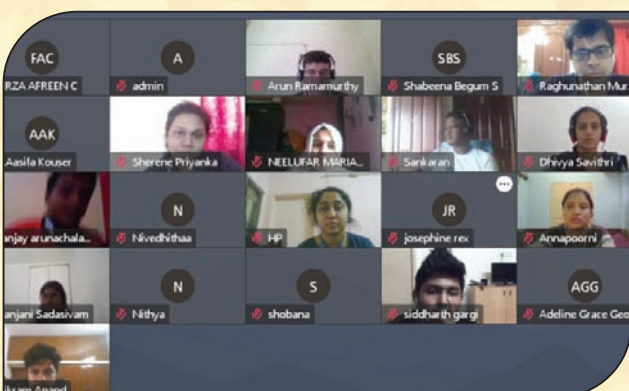 FAC
RZA AFREEN C
A
admin
Arun Ramamurthy
SBS
Shabeena Begum S
Raghunathan Mur
AAK
Aasifa Kouser
Sherene Priyanka
NEELUFAR MARIA...
Sankaran
Dhivya Savithri
anjay arunachala...
N
Nivedhithaa
HP
JR
josephine rex
Annapoorni
anjani Sadasivam
N
Nithya
S
shobana
siddharth gargi
AGG
Adeline Grace Geo
ikram Anand